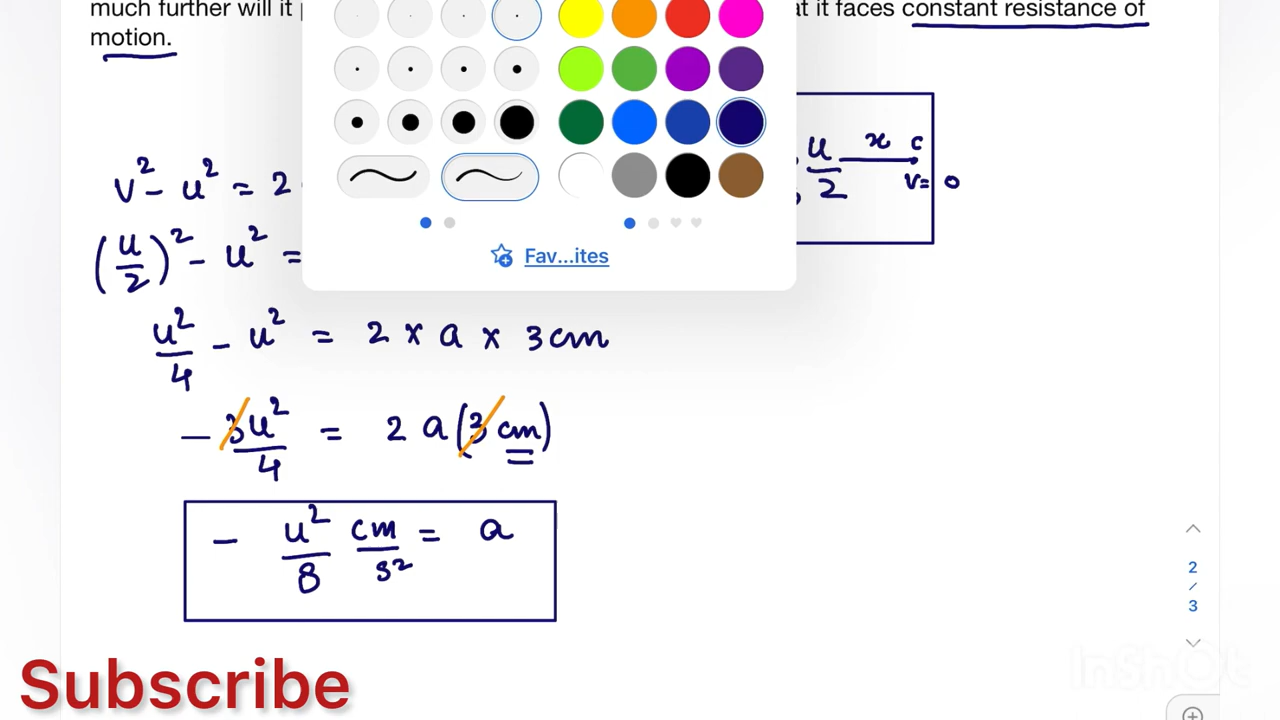 much further will it p
at it faces constant resistance of
motion.
v² - u² = 2
(u/2)² - u² =
u²/4 - u² = 2 × a × 3cm
- 3u²/4 = 2 a (3 cm)
- u²/8 cm/s² = a
u/2 x c
v= 0
Fav...ites
2
/
3
Subscribe
InShOt